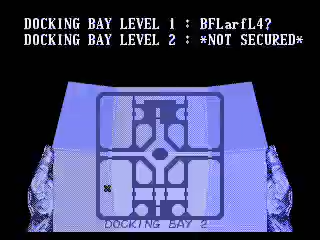 DOCKING BAY LEVEL 1 : BFLarfL4?
DOCKING BAY LEVEL 2 : *NOT SECURED*
DOCKING BAY 2